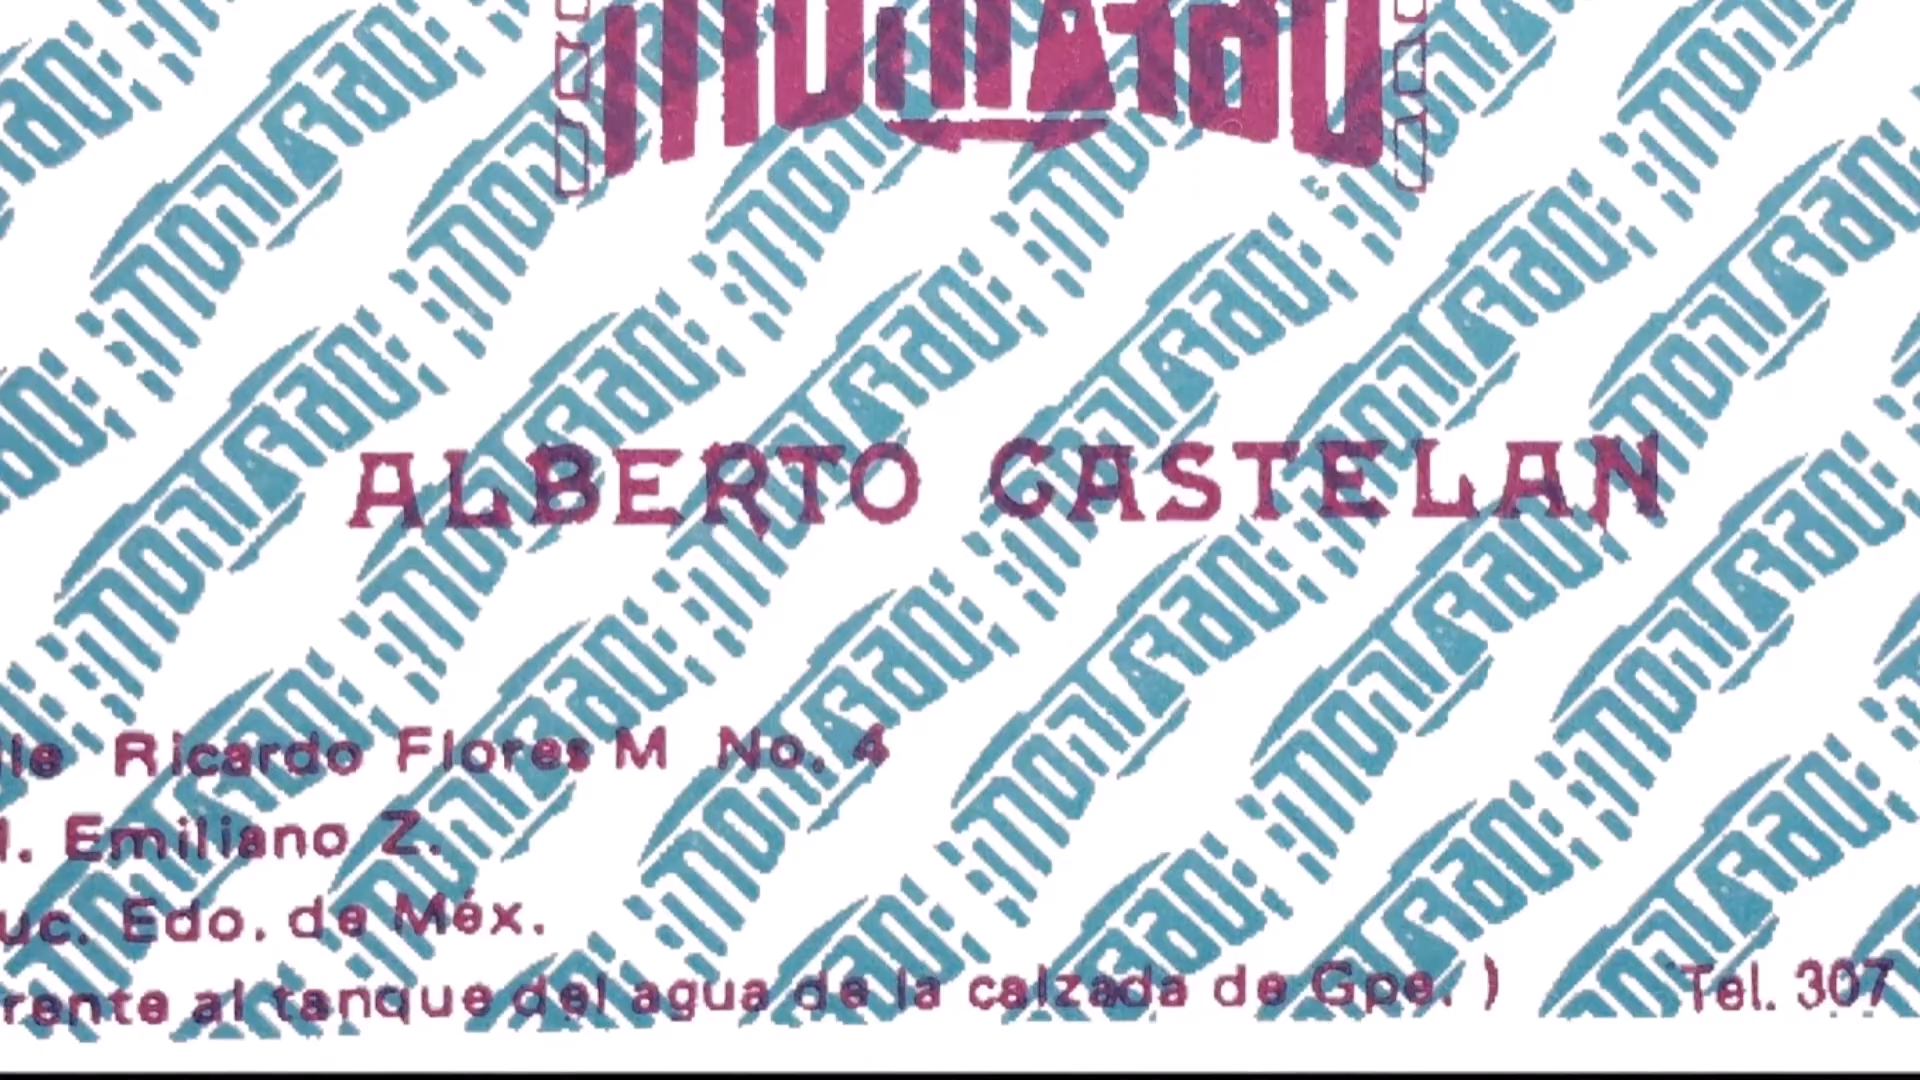 ALBERTO CASTELAN
lle Ricardo Flores M No. 4
l. Emiliano Z.
uc. Edo. de Méx.
rente al tanque del agua de la calzada de Gpe. ) Tel. 307